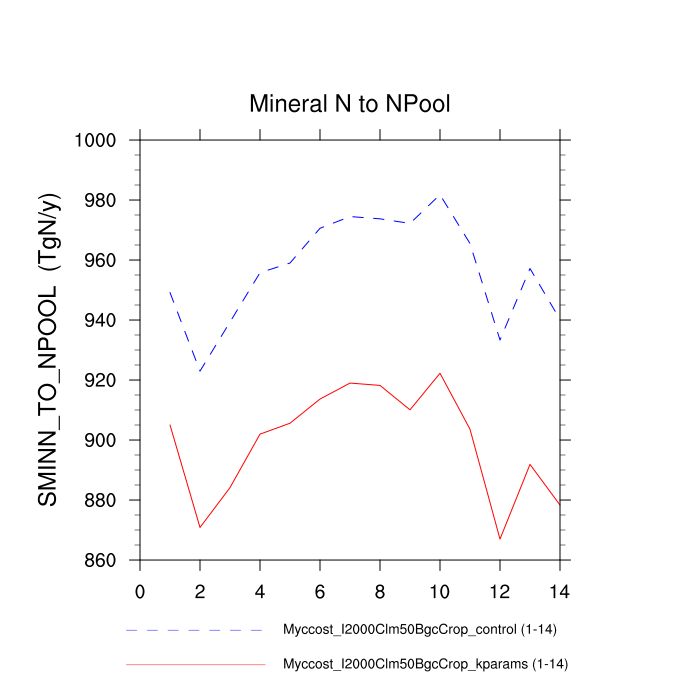 Mineral N to NPool
SMINN_TO_NPOOL (TgN/y)
1000
980
960
940
920
900
880
860
0 2 4 6 8 10 12 14
Myccost_I2000Clm50BgcCrop_control (1-14)
Myccost_I2000Clm50BgcCrop_kparams (1-14)